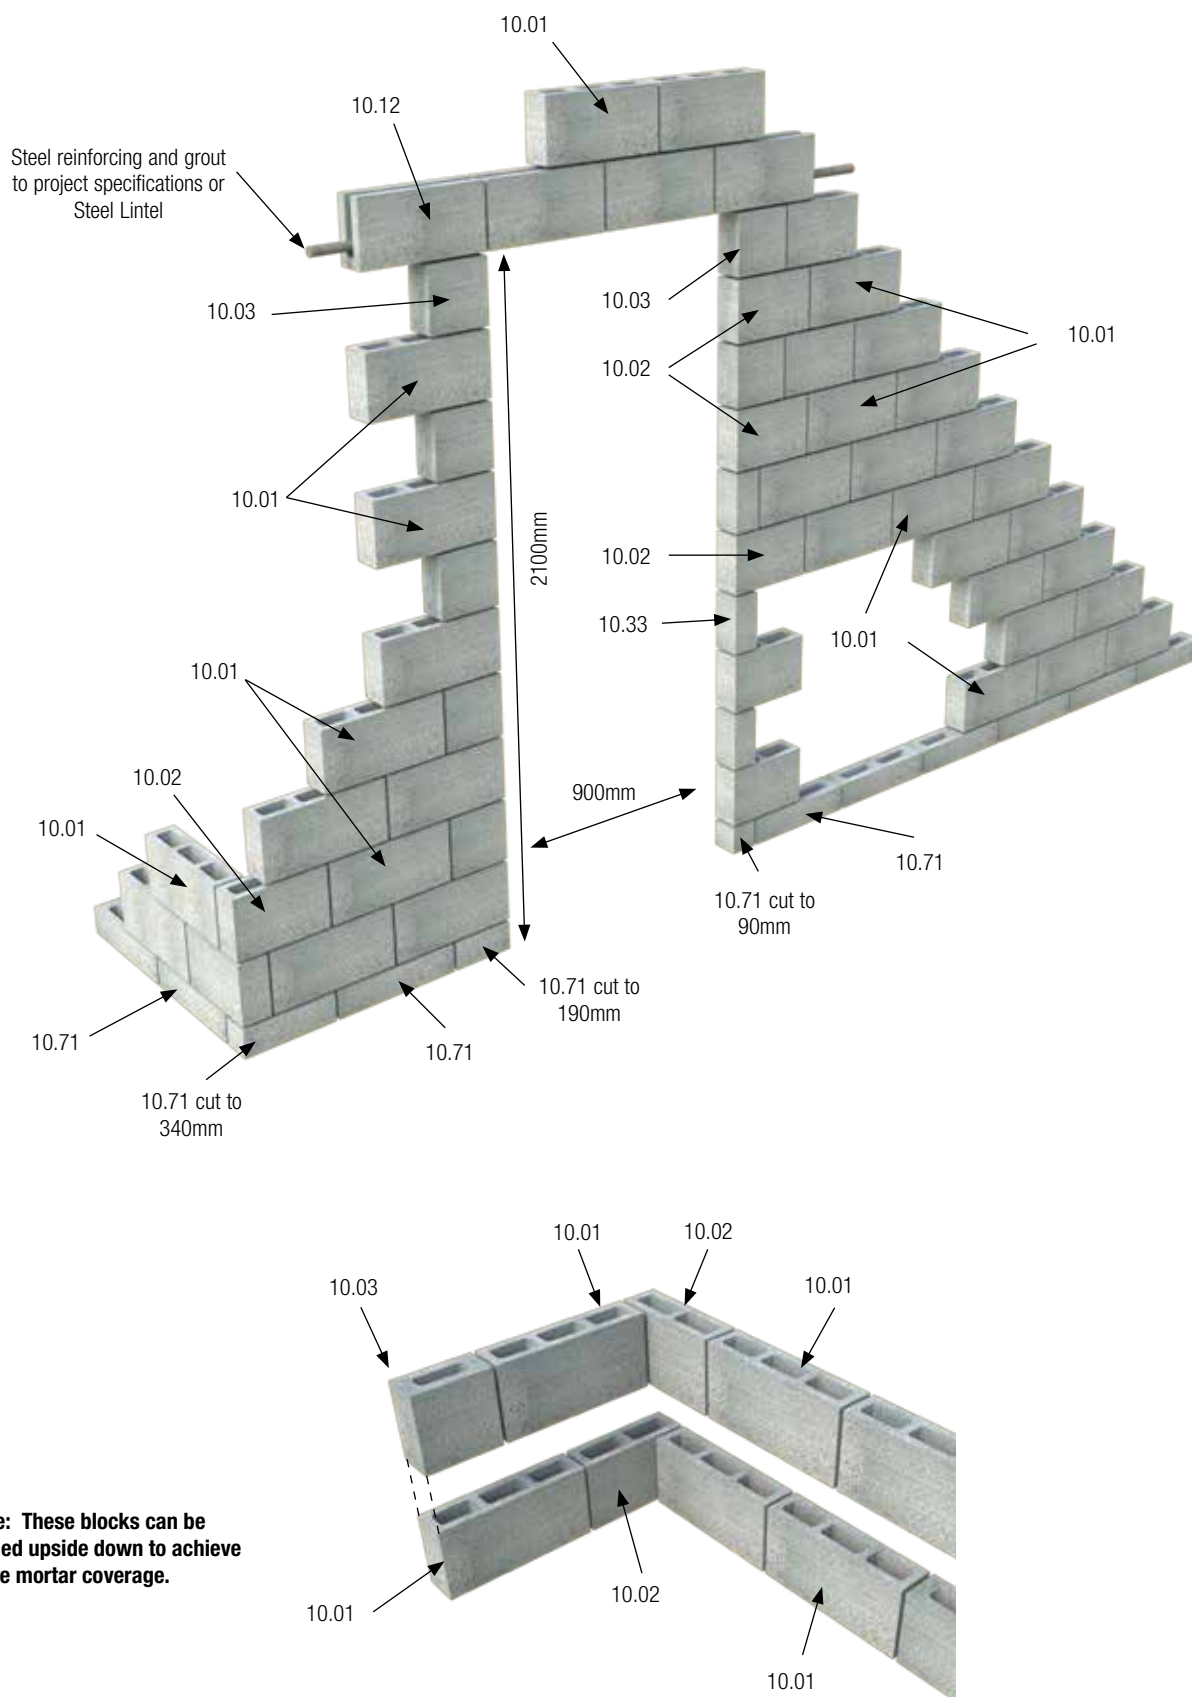 10.01
10.12
Steel reinforcing and grout
to project specifications or
Steel Lintel
10.03
10.03
10.01
10.02
10.01
2100mm
10.02
10.33
10.01
10.01
10.02
900mm
10.01
10.71
10.71 cut to
90mm
10.71 cut to
190mm
10.71
10.71
10.71 cut to
340mm
10.01
10.02
10.03
10.01
: These blocks can be
upside down to achieve
mortar coverage.
10.02
10.01
10.01